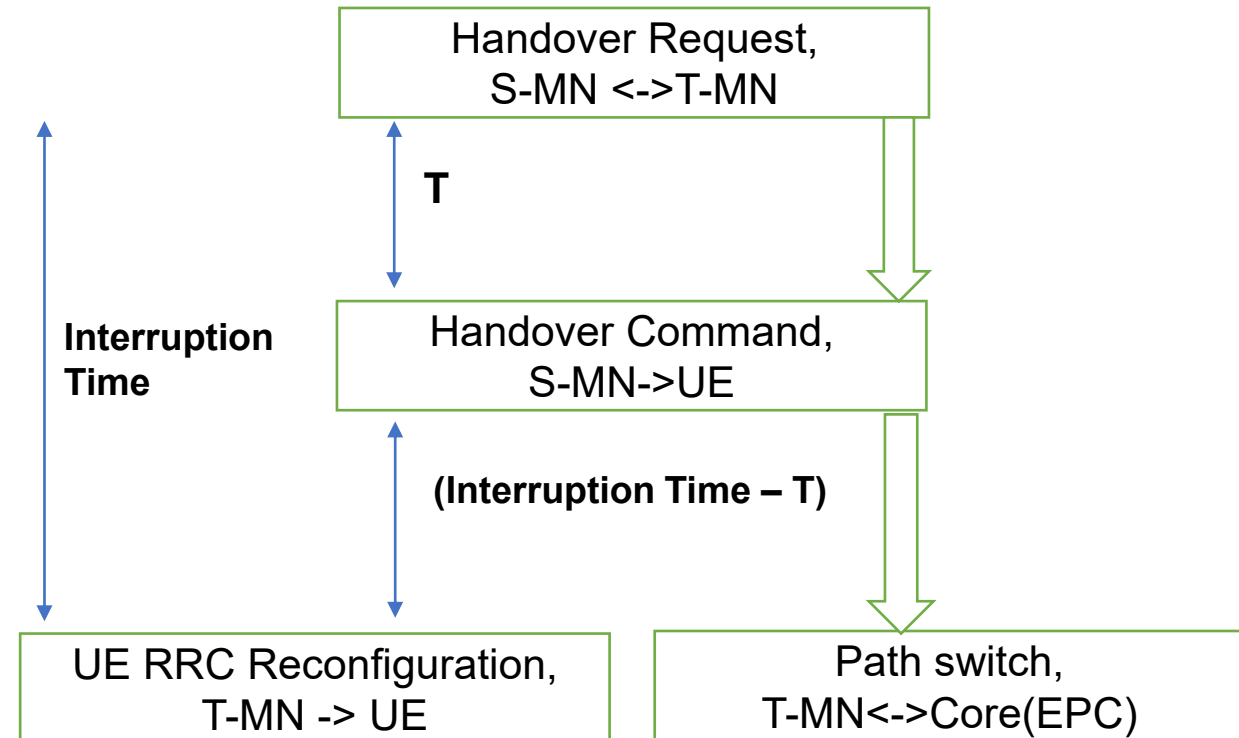 Handover Request,
S-MN <->T-MN
T
Interruption
Time
Handover Command,
S-MN->UE
(Interruption Time – T)
UE RRC Reconfiguration,
T-MN -> UE
Path switch,
T-MN<->Core(EPC)